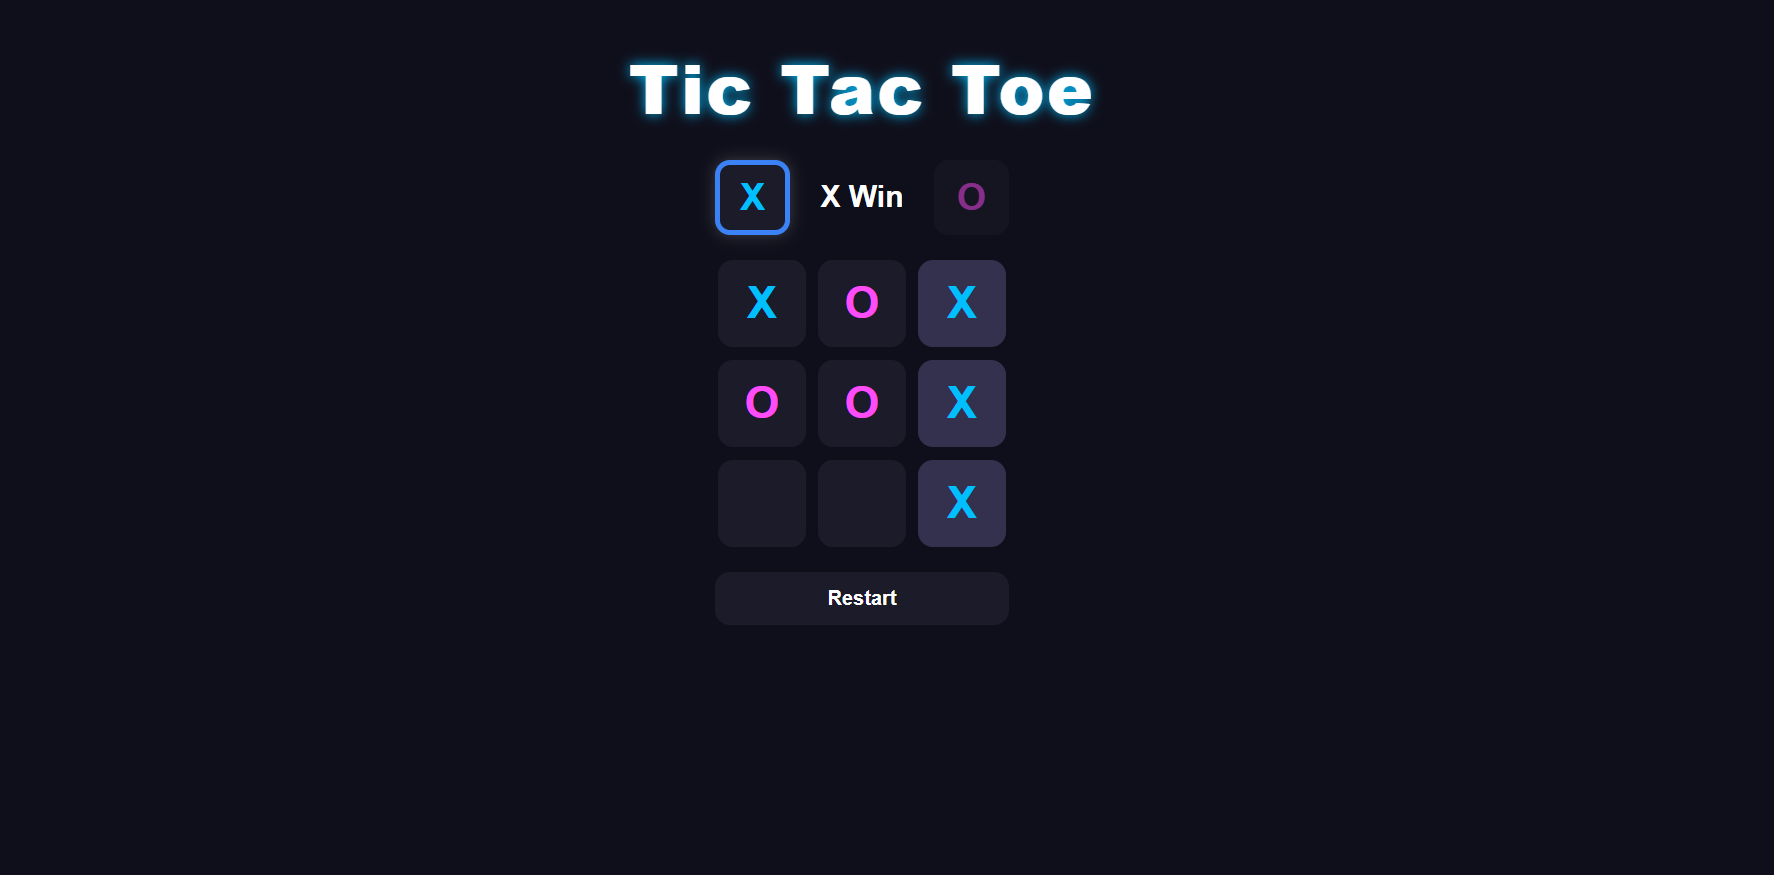 Tic Tac Toe
X X Win O
X O X
O O X
X
Restart